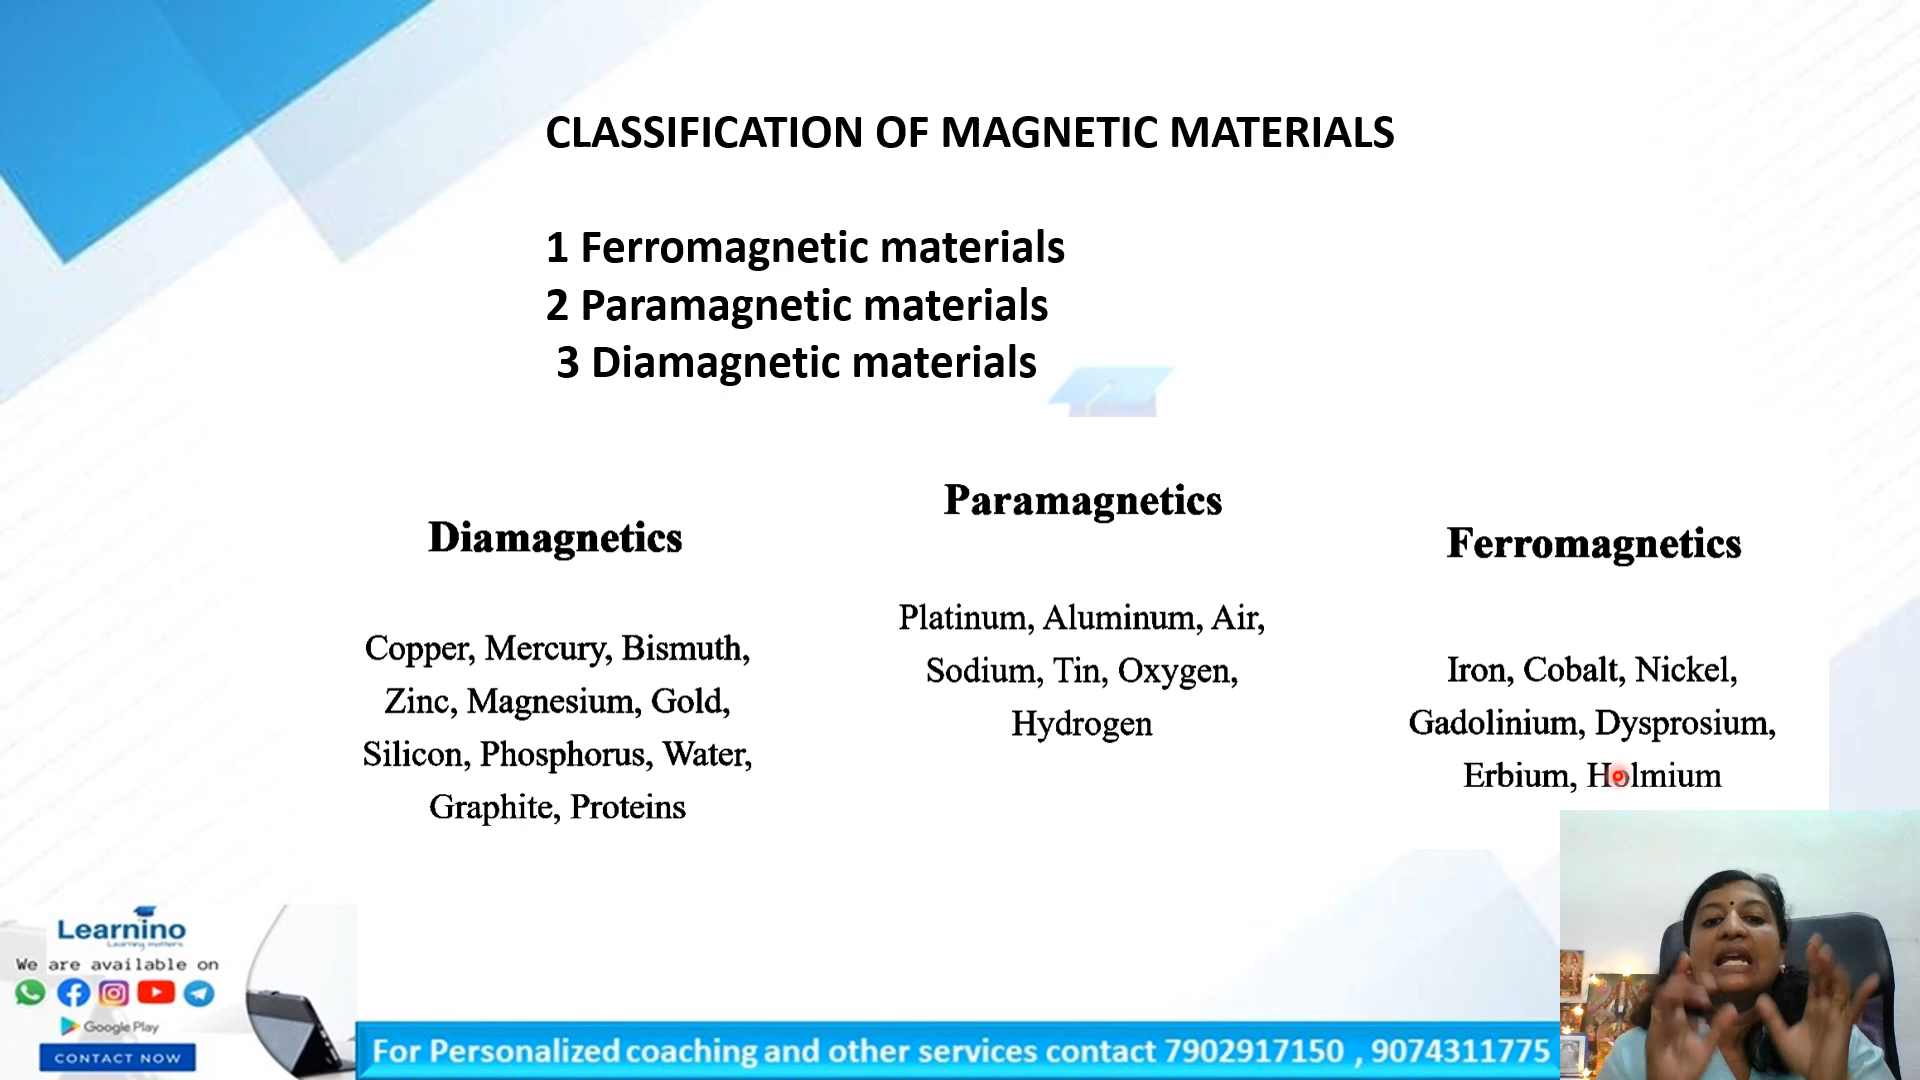 CLASSIFICATION OF MAGNETIC MATERIALS
1 Ferromagnetic materials
2 Paramagnetic materials
3 Diamagnetic materials
Diamagnetics
Copper, Mercury, Bismuth,
Zinc, Magnesium, Gold,
Silicon, Phosphorus, Water,
Graphite, Proteins
Paramagnetics
Platinum, Aluminum, Air,
Sodium, Tin, Oxygen,
Hydrogen
Ferromagnetics
Iron, Cobalt, Nickel,
Gadolinium, Dysprosium,
Erbium, Holmium
Learnino
Learning matters
We are available on
Google Play
CONTACT NOW
For Personalized coaching and other services contact 7902917150 , 9074311775